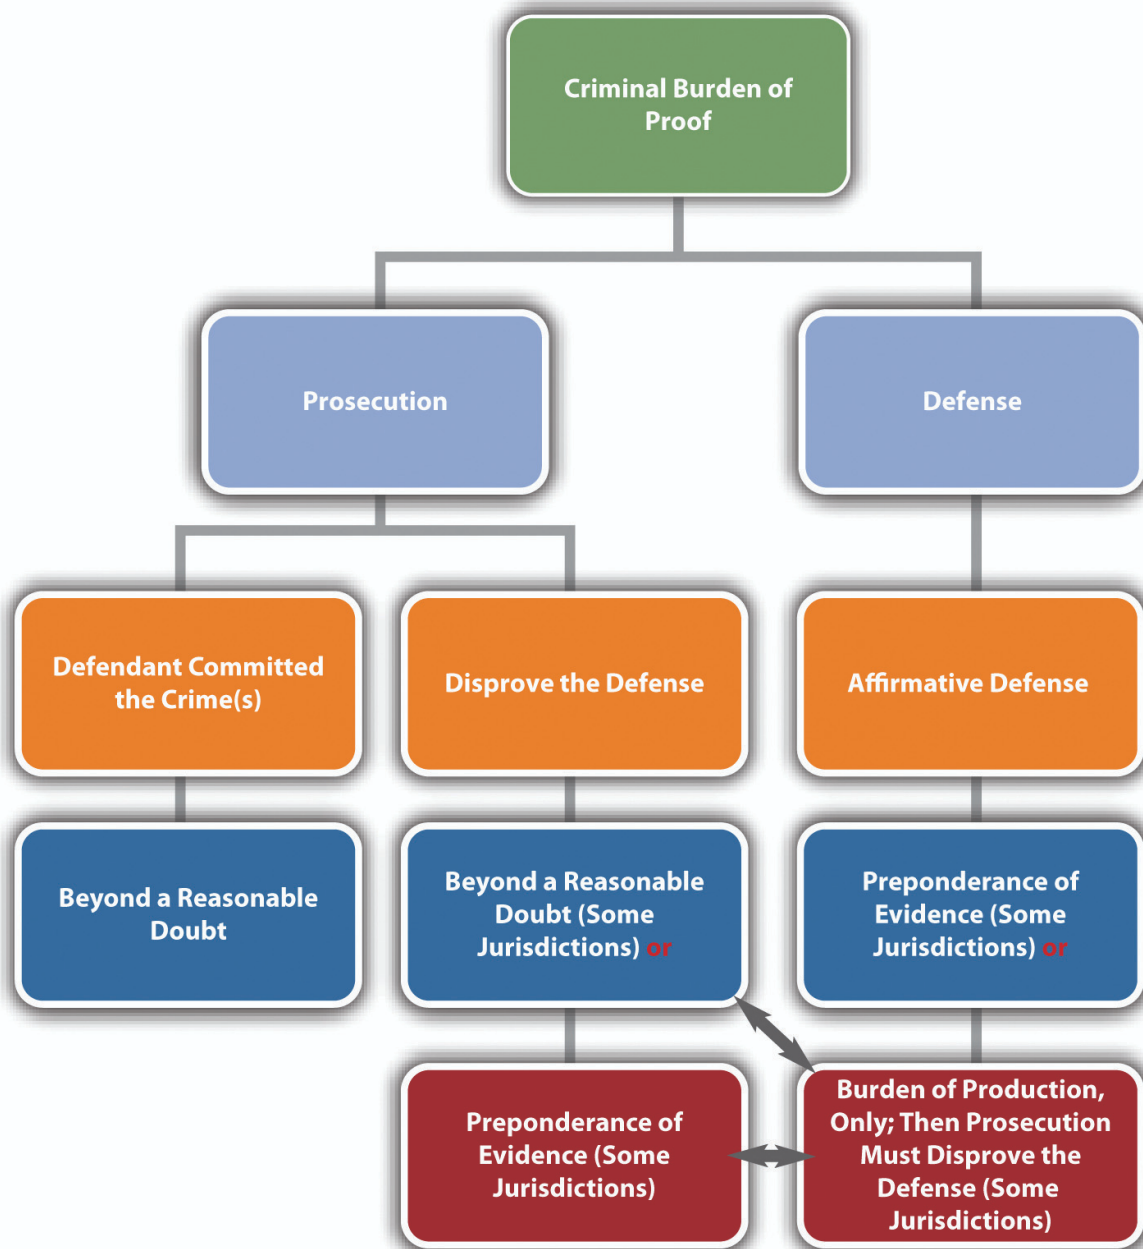 Criminal Burden of
Proof
Prosecution
Defense
Defendant Committed
the Crime(s)
Disprove the Defense
Affirmative Defense
Beyond a Reasonable
Doubt
Beyond a Reasonable
Doubt (Some
Jurisdictions) or
Preponderance of
Evidence (Some
Jurisdictions) or
Preponderance of
Evidence (Some
Jurisdictions)
Burden of Production,
Only; Then Prosecution
Must Disprove the
Defense (Some
Jurisdictions)